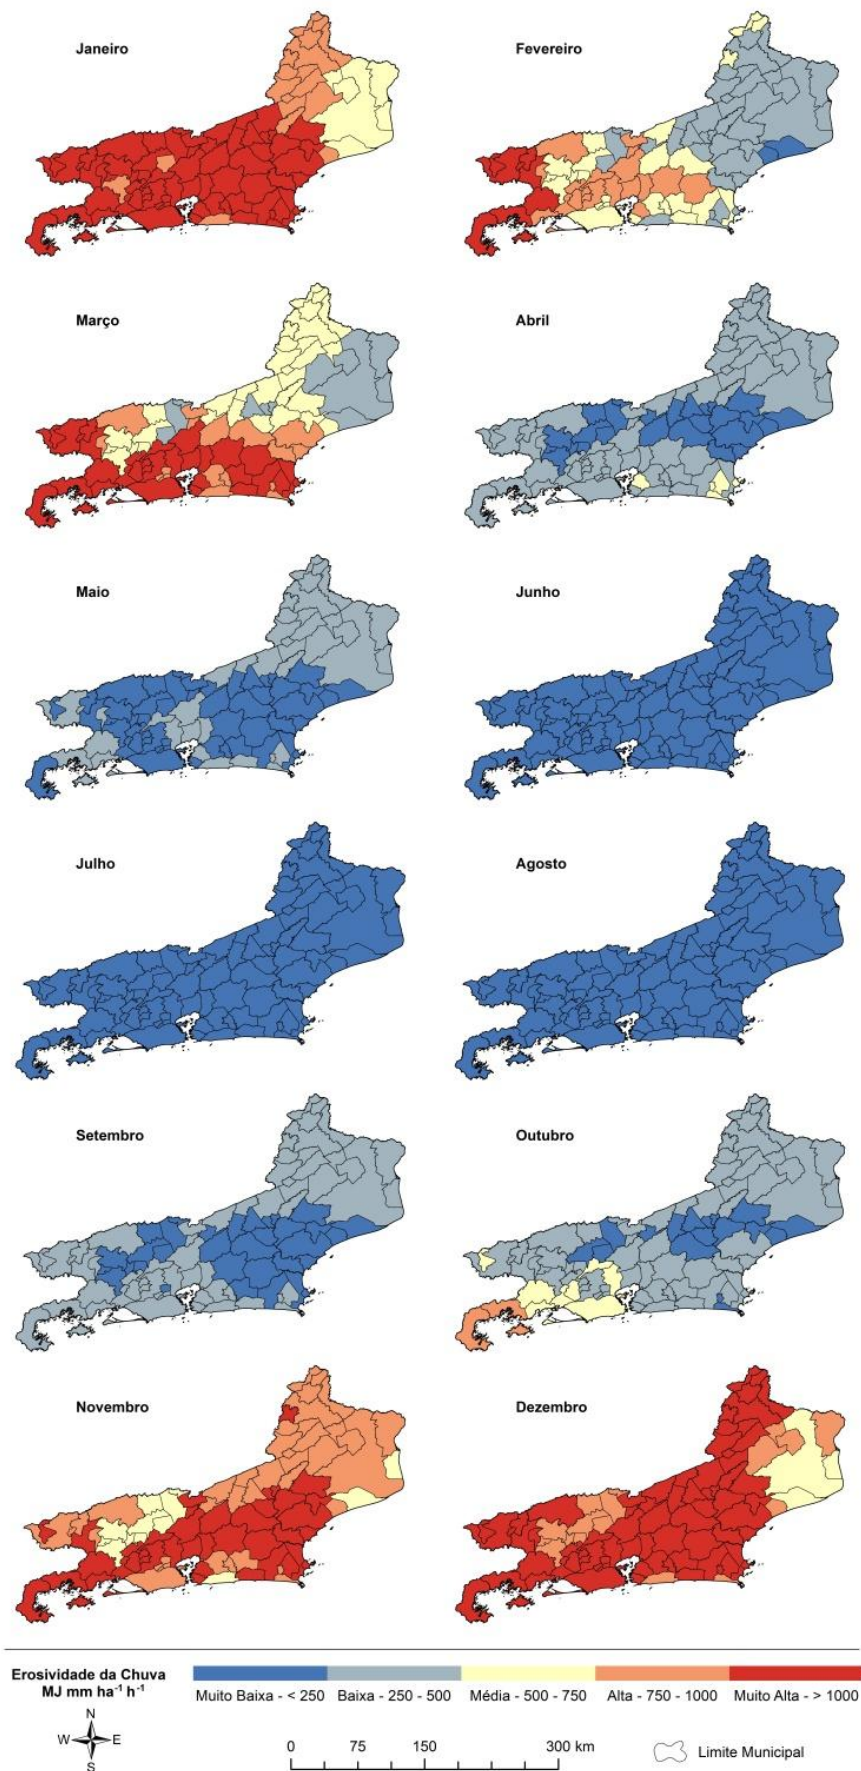 Janeiro
Fevereiro
Março
Abril
Maio
Junho
Julho
Agosto
Setembro
Outubro
Novembro
Dezembro
Erosividade da Chuva
MJ mm ha⁻¹ h⁻¹
Muito Baixa - < 250
Baixa - 250 - 500
Média - 500 - 750
Alta - 750 - 1000
Muito Alta - > 1000
N
W
E
S
0 75 150 300 km
Limite Municipal